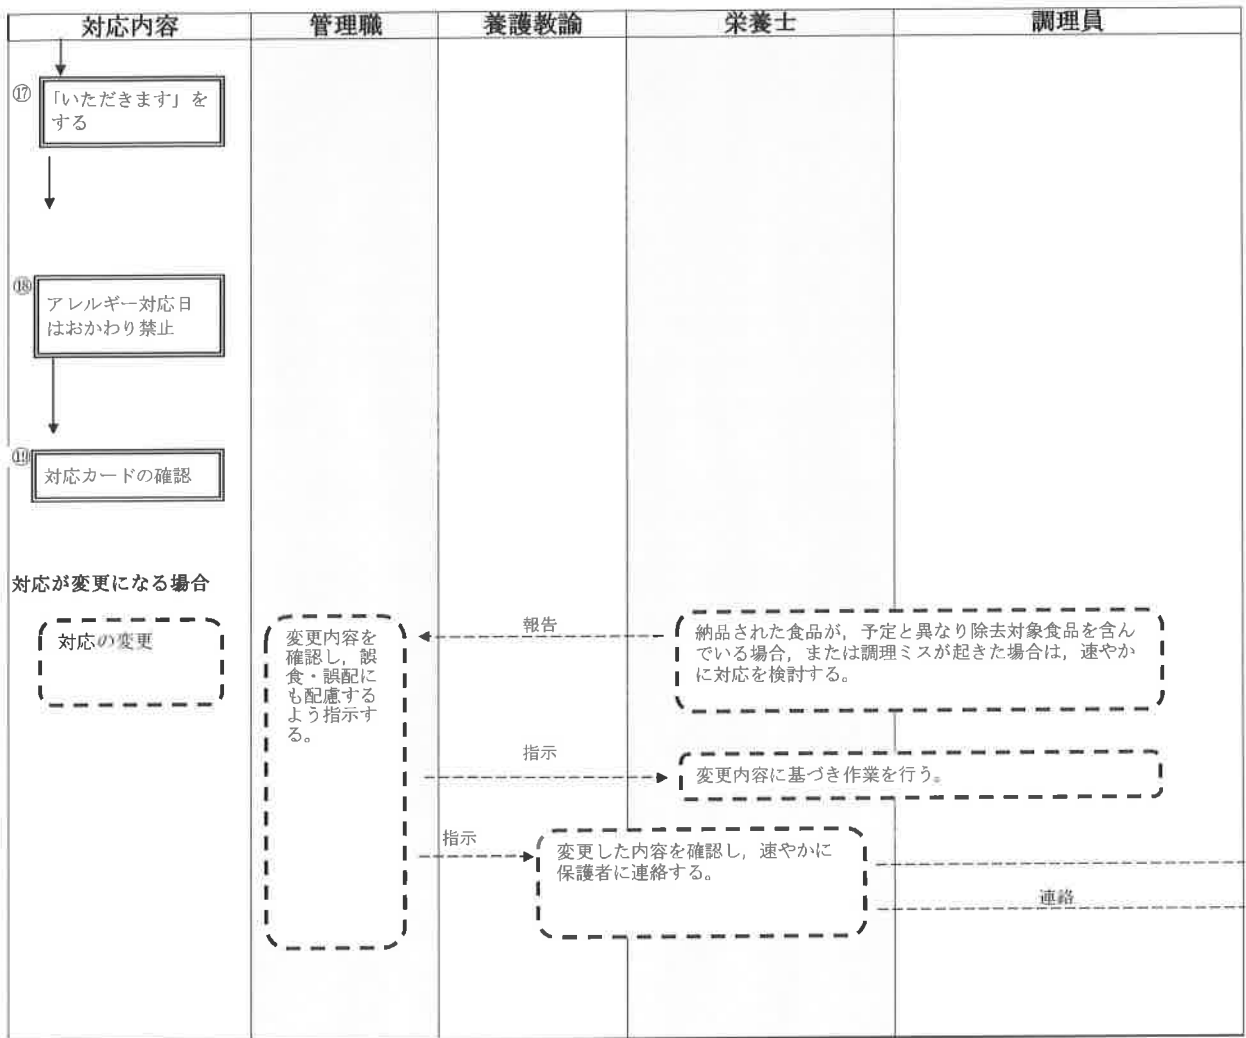 対応内容
管理職
養護教諭
栄養士
調理員
⑰
「いただきます」を
する
⑱
アレルギー対応日
はおかわり禁止
⑲
対応カードの確認
対応が変更になる場合
対応の変更
変更内容を
確認し，誤
食・誤配に
も配慮する
よう指示す
る。
報告
納品された食品が，予定と異なり除去対象食品を含ん
でいる場合，または調理ミスが起きた場合は，速やか
に対応を検討する。
指示
変更内容に基づき作業を行う。
指示
変更した内容を確認し，速やかに
保護者に連絡する。
連絡